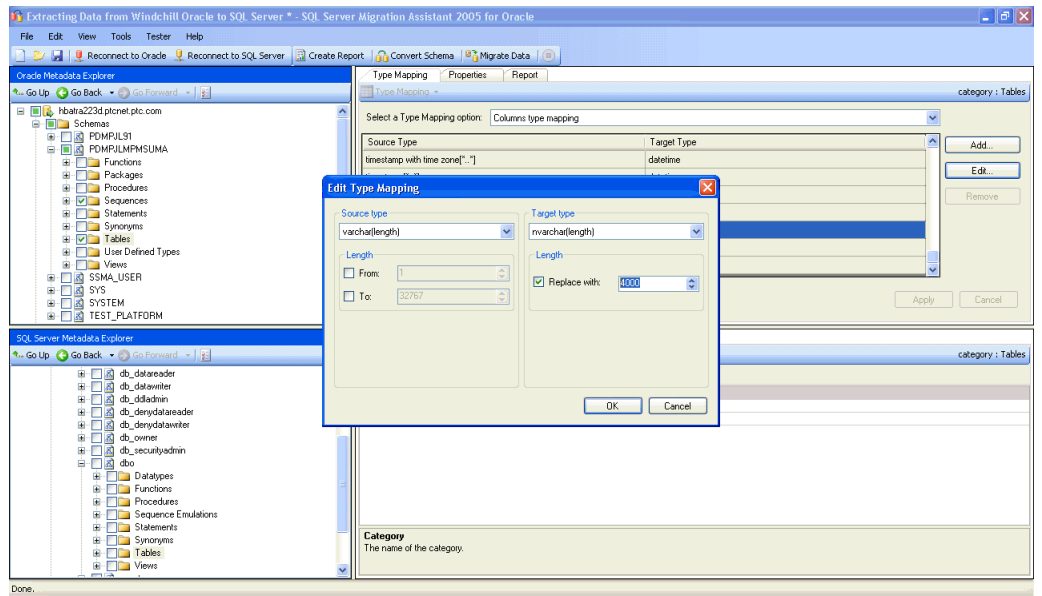 Extracting Data from Windchill Oracle to SQL Server * - SQL Server Migration Assistant 2005 for Oracle
File Edit View Tools Tester Help
Reconnect to Oracle Reconnect to SQL Server Create Report Convert Schema Migrate Data
Oracle Metadata Explorer
Go Up Go Back Go Forward
hbatra223d.ptcnet.ptc.com
Schemas
PDMPJL91
PDMPJLMPMSUMA
Functions
Packages
Procedures
Sequences
Statements
Synonyms
Tables
User Defined Types
Views
SSMA_USER
SYS
SYSTEM
TEST_PLATFORM
Type Mapping Properties Report
Type Mapping category : Tables
Select a Type Mapping option: Columns type mapping
Source Type Target Type
timestamp with time zone[".."] datetime
Add...
Edit...
Remove
Apply Cancel
Edit Type Mapping
Source type Target type
varchar(length) nvarchar(length)
Length Length
From: 1
Replace with: 4000
To: 32767
OK Cancel
SQL Server Metadata Explorer
Go Up Go Back Go Forward
category : Tables
db_datareader
db_datawriter
db_ddladmin
db_denydatareader
db_denydatawriter
db_owner
db_securityadmin
dbo
Datatypes
Functions
Procedures
Sequence Emulations
Statements
Synonyms
Tables
Views
Category
The name of the category.
Done.